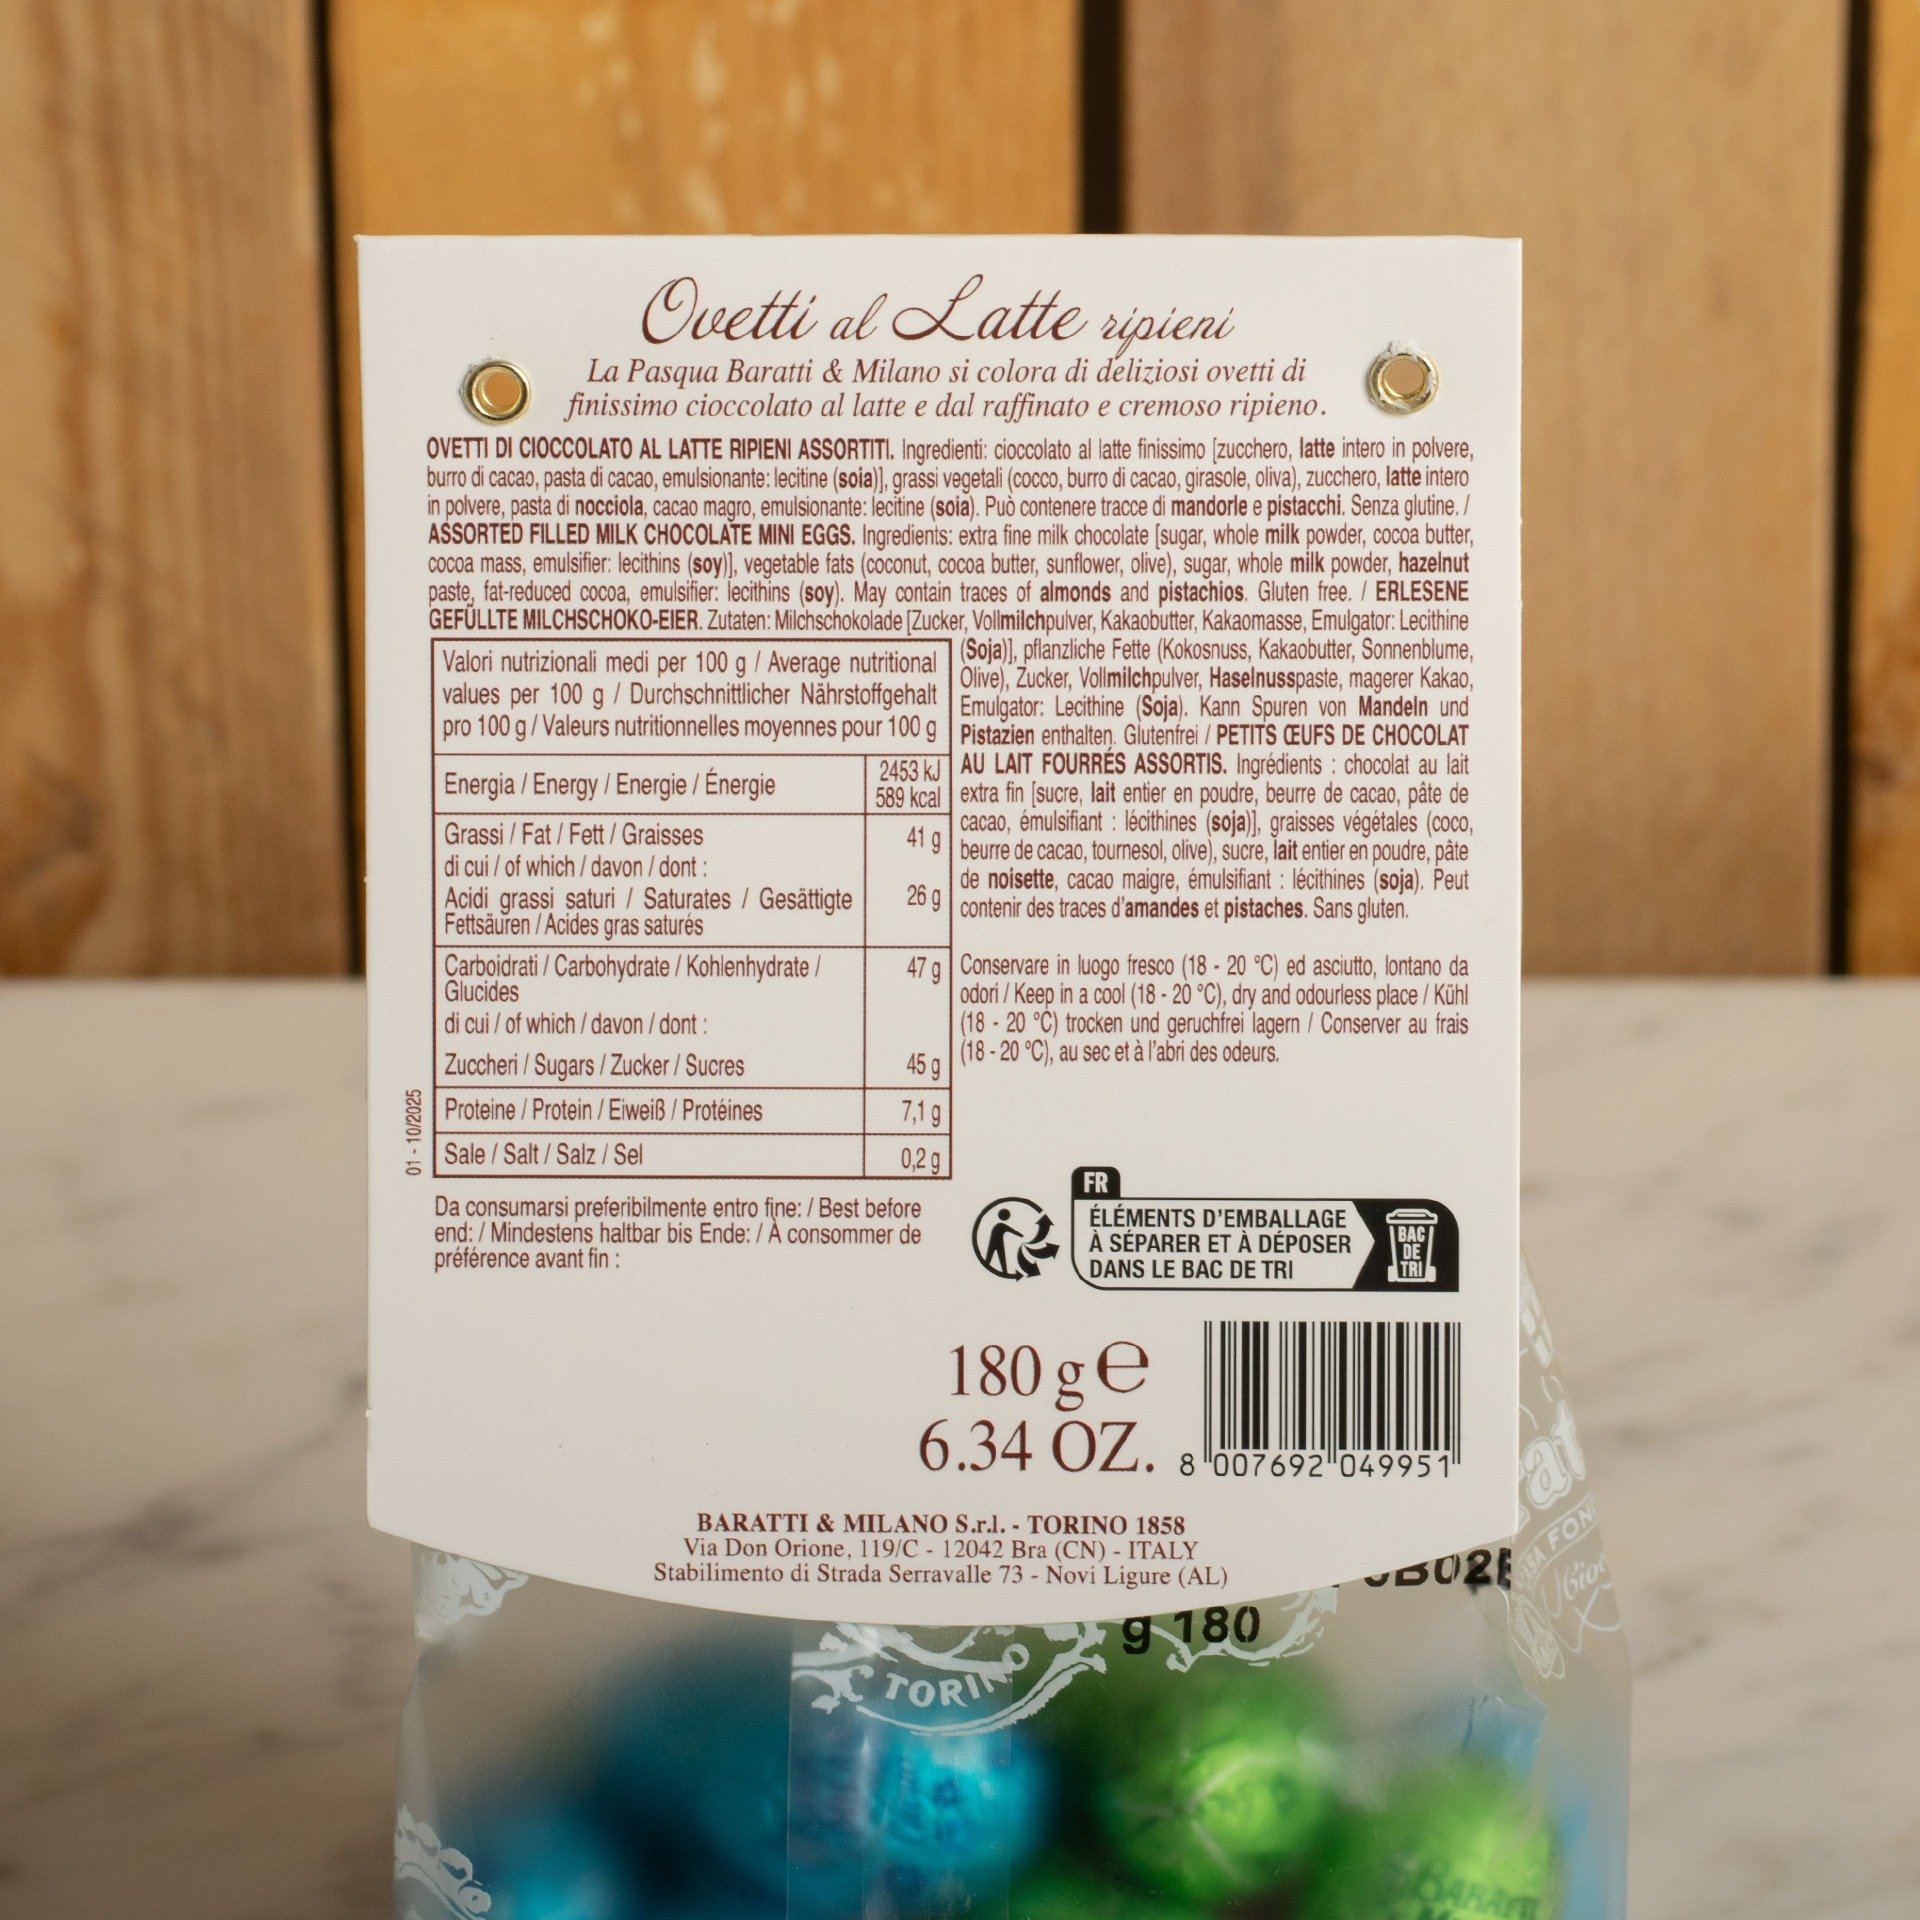 Ovetti al Latte ripieni
La Pasqua Baratti & Milano si colora di deliziosi ovetti di
finissimo cioccolato al latte e dal raffinato e cremoso ripieno.
OVETTI DI CIOCCOLATO AL LATTE RIPIENI ASSORTITI. Ingredienti: cioccolato al latte finissimo [zucchero, latte intero in polvere,
burro di cacao, pasta di cacao, emulsionante: lecitine (soia)], grassi vegetali (cocco, burro di cacao, girasole, oliva), zucchero, latte intero
in polvere, pasta di nocciola, cacao magro, emulsionante: lecitine (soia). Può contenere tracce di mandorle e pistacchi. Senza glutine. /
ASSORTED FILLED MILK CHOCOLATE MINI EGGS. Ingredients: extra fine milk chocolate [sugar, whole milk powder, cocoa butter,
cocoa mass, emulsifier: lecithins (soy)], vegetable fats (coconut, cocoa butter, sunflower, olive), sugar, whole milk powder, hazelnut
paste, fat-reduced cocoa, emulsifier: lecithins (soy). May contain traces of almonds and pistachios. Gluten free. / ERLESENE
GEFÜLLTE MILCHSCHOKO-EIER. Zutaten: Milchschokolade [Zucker, Vollmilchpulver, Kakaobutter, Kakaomasse, Emulgator: Lecithine
(Soja)], pflanzliche Fette (Kokosnuss, Kakaobutter, Sonnenblume,
Olive), Zucker, Vollmilchpulver, Haselnusspaste, magerer Kakao,
Emulgator: Lecithine (Soja). Kann Spuren von Mandeln und
Pistazien enthalten. Glutenfrei / PETITS ŒUFS DE CHOCOLAT
AU LAIT FOURRÉS ASSORTIS. Ingrédients : chocolat au lait
extra fin [sucre, lait entier en poudre, beurre de cacao, pâte de
cacao, émulsifiant : lécithines (soja)], graisses végétales (coco,
beurre de cacao, tournesol, olive), sucre, lait entier en poudre, pâte
de noisette, cacao maigre, émulsifiant : lécithines (soja). Peut
contenir des traces d'amandes et pistaches. Sans gluten.
Valori nutrizionali medi per 100 g / Average nutritional
values per 100 g / Durchschnittlicher Nährstoffgehalt
pro 100 g / Valeurs nutritionnelles moyennes pour 100 g
Energia / Energy / Energie / Énergie 2453 kJ
589 kcal
Grassi / Fat / Fett / Graisses 41 g
di cui / of which / davon / dont :
Acidi grassi saturi / Saturates / Gesättigte 26 g
Fettsäuren / Acides gras saturés
Carboidrati / Carbohydrate / Kohlenhydrate / 47 g
Glucides
di cui / of which / davon / dont :
Zuccheri / Sugars / Zucker / Sucres 45 g
Proteine / Protein / Eiweiß / Protéines 7,1 g
Sale / Salt / Salz / Sel 0,2 g
01 - 10/2025
Conservare in luogo fresco (18 - 20 °C) ed asciutto, lontano da
odori / Keep in a cool (18 - 20 °C), dry and odourless place / Kühl
(18 - 20 °C) trocken und geruchfrei lagern / Conserver au frais
(18 - 20 °C), au sec et à l'abri des odeurs.
Da consumarsi preferibilmente entro fine: / Best before
end: / Mindestens haltbar bis Ende: / À consommer de
préférence avant fin :
FR
ÉLÉMENTS D'EMBALLAGE
À SÉPARER ET À DÉPOSER
DANS LE BAC DE TRI
BAC
DE
TRI
180 g e
6.34 OZ.
8 007692 049951
BARATTI & MILANO S.r.l. - TORINO 1858
Via Don Orione, 119/C - 12042 Bra (CN) - ITALY
Stabilimento di Strada Serravalle 73 - Novi Ligure (AL)
g 180
TORINO